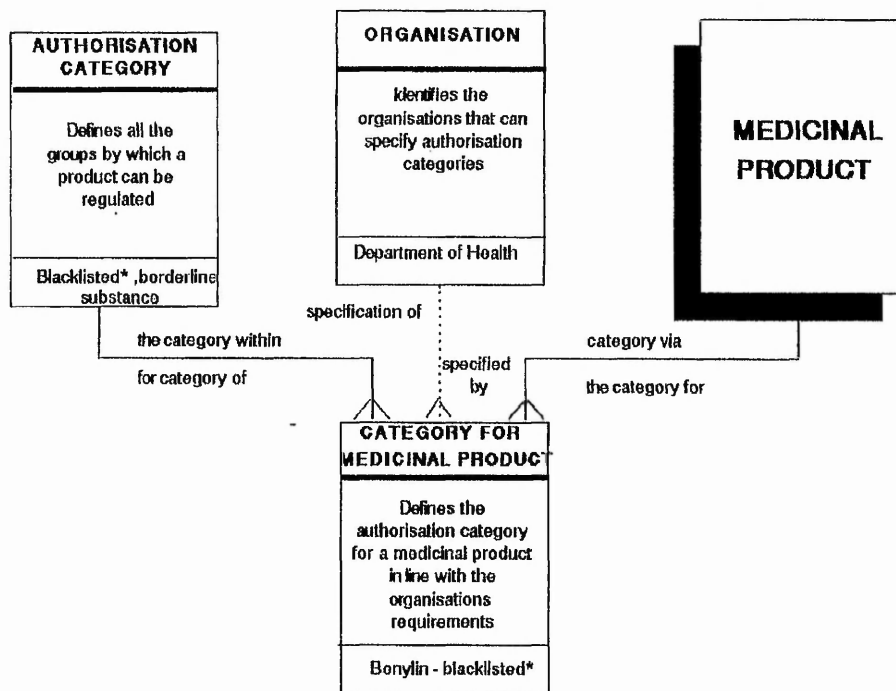 AUTHORISATION
CATEGORY
Defines all the
groups by which a
product can be
regulated
Blacklisted* ,borderline
substance
ORGANISATION
Identifies the
organisations that can
specify authorisation
categories
Department of Health
MEDICINAL
PRODUCT
specification of
the category within
for category of
specified
by
category via
the category for
CATEGORY FOR
MEDICINAL PRODUCT
Defines the
authorisation category
for a medicinal product
in line with the
organisations
requirements
Bonylin - blacklisted*